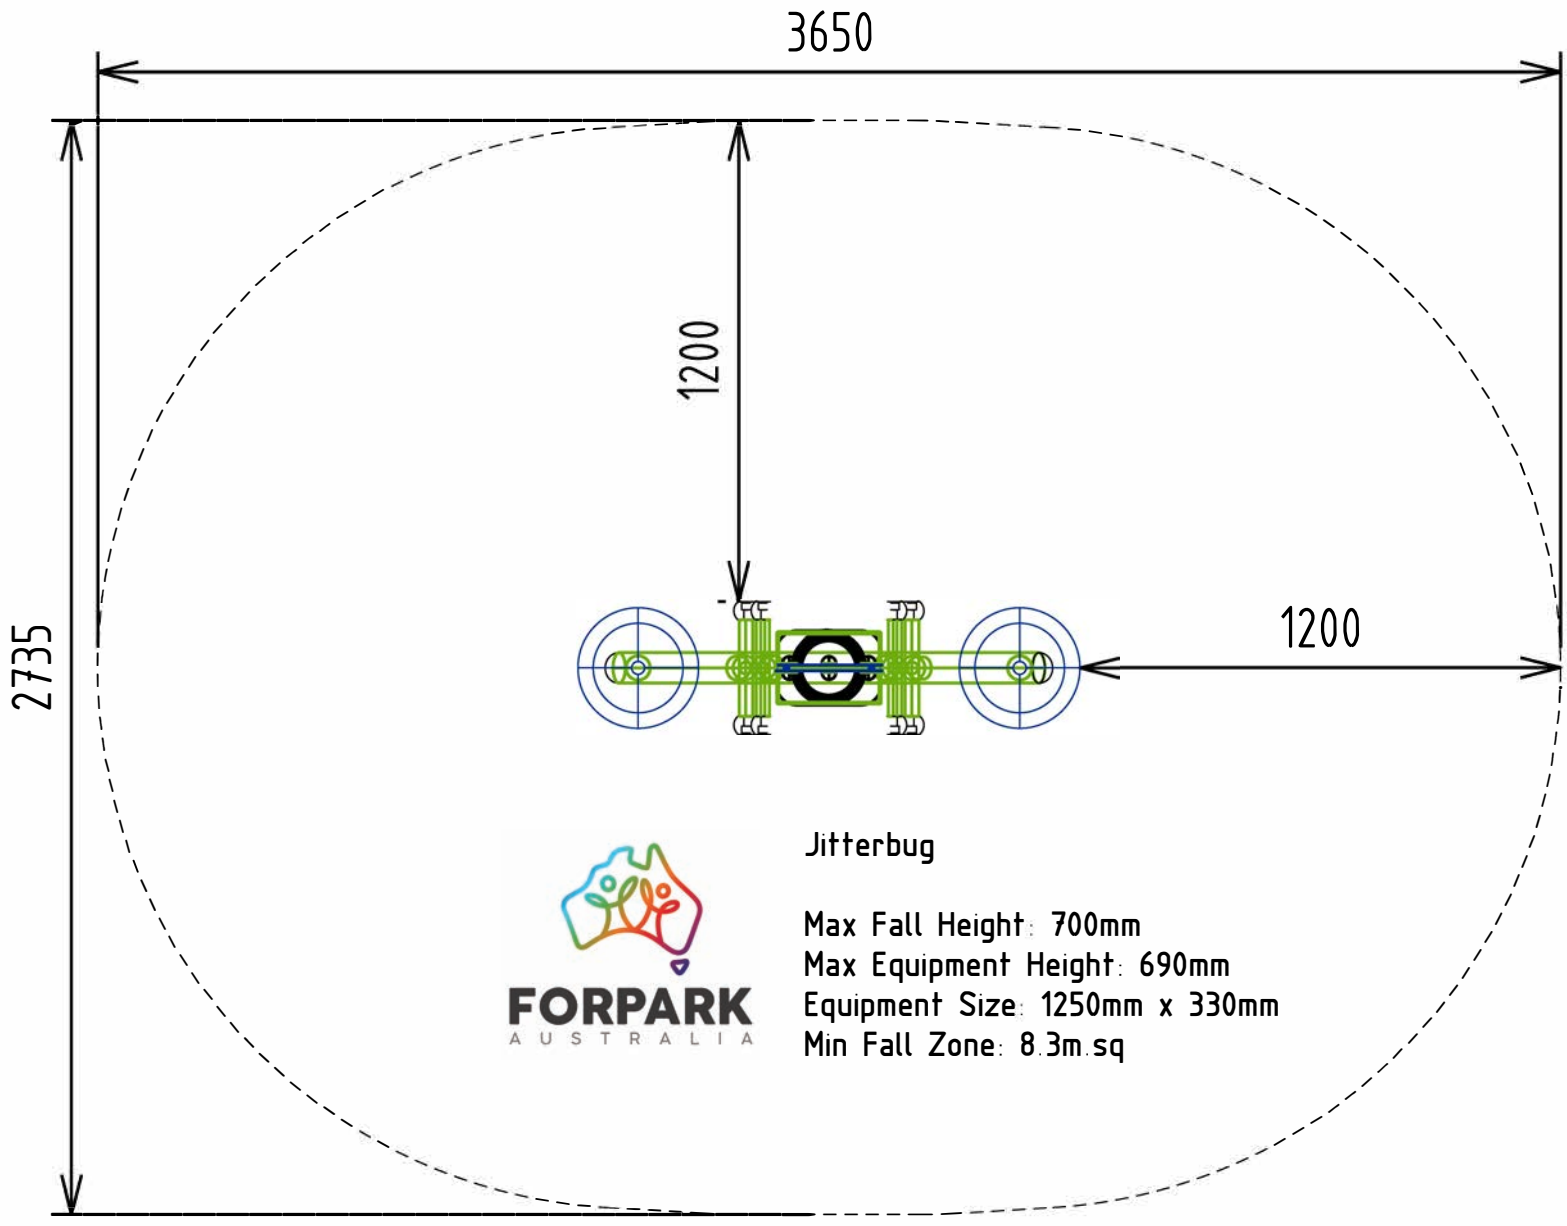 3650
1200
1200
2735
Jitterbug
Max Fall Height: 700mm
Max Equipment Height: 690mm
Equipment Size: 1250mm x 330mm
Min Fall Zone: 8.3m.sq
FORPARK
AUSTRALIA